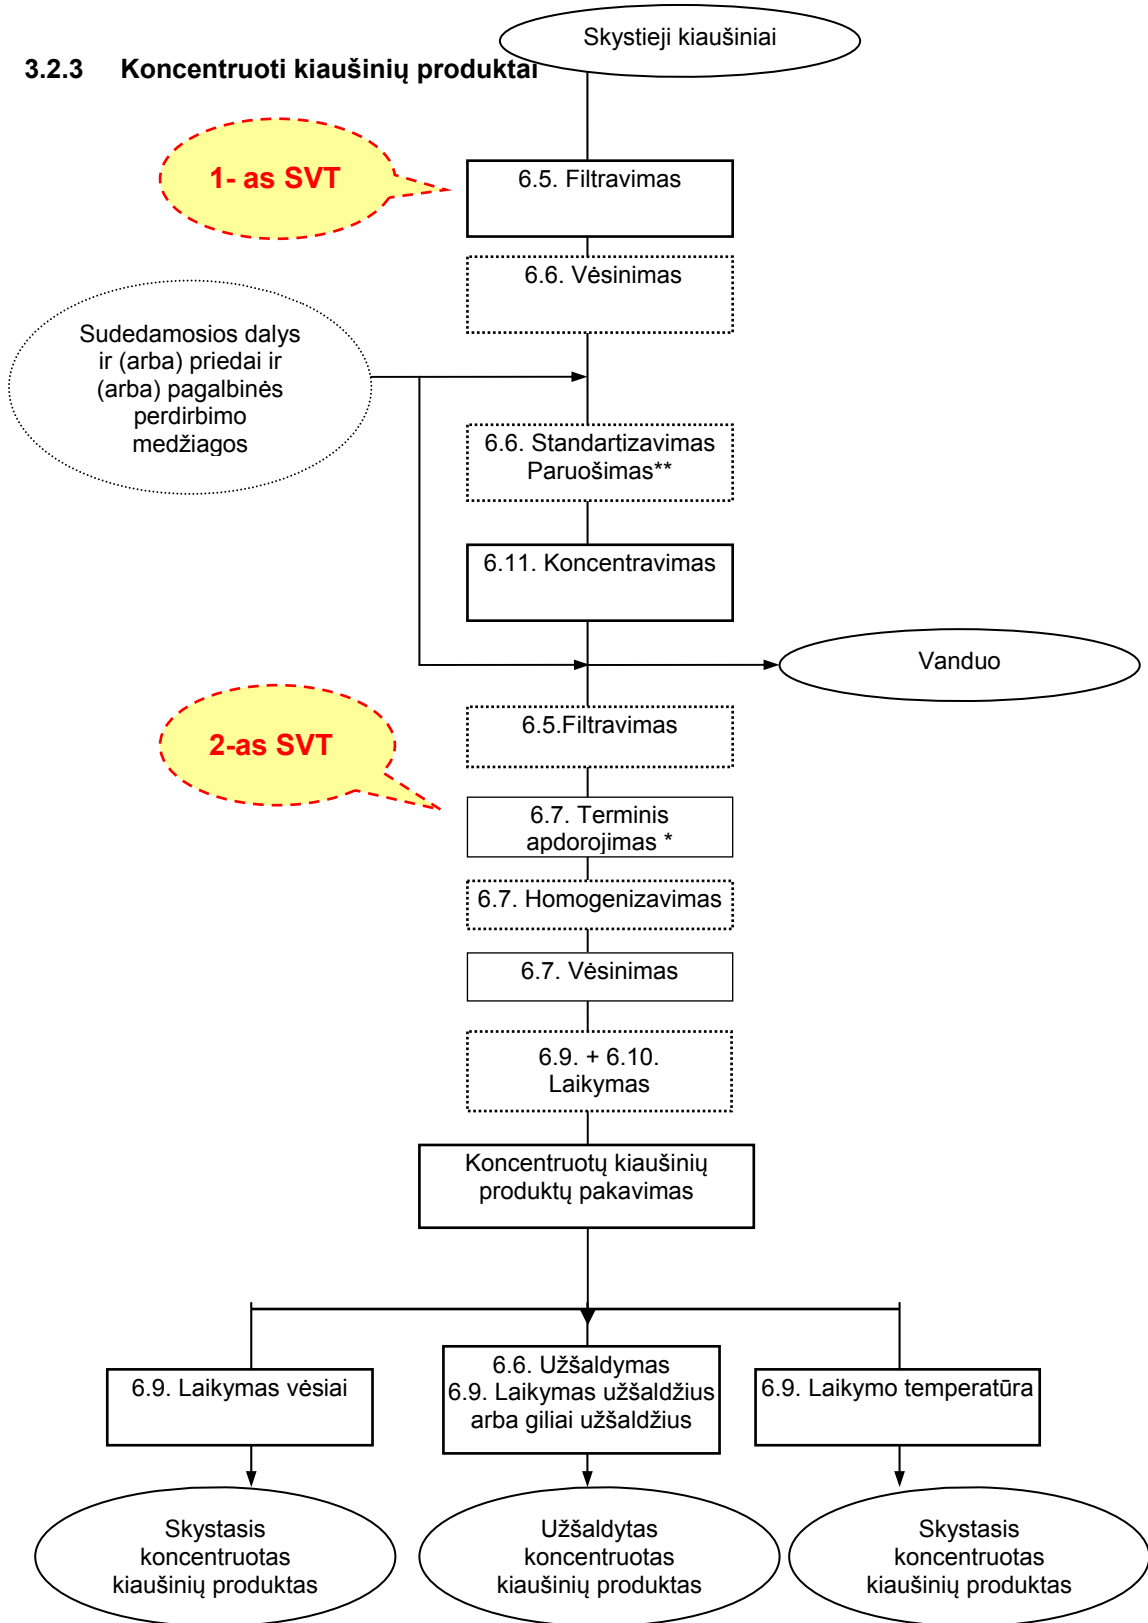 Skystieji kiaušiniai
3.2.3 Koncentruoti kiaušinių produktai
1- as SVT
6.5. Filtravimas
6.6. Vėsinimas
Sudedamosios dalys
ir (arba) priedai ir
(arba) pagalbinės
perdirbimo
medžiagos
6.6. Standartizavimas
Paruošimas**
6.11. Koncentravimas
Vanduo
6.5.Filtravimas
2-as SVT
6.7. Terminis
apdorojimas *
6.7. Homogenizavimas
6.7. Vėsinimas
6.9. + 6.10.
Laikymas
Koncentruotų kiaušinių
produktų pakavimas
6.9. Laikymas vėsiai
6.6. Užšaldymas
6.9. Laikymas užšaldžius
arba giliai užšaldžius
6.9. Laikymo temperatūra
Skystasis
koncentruotas
kiaušinių produktas
Užšaldytas
koncentruotas
kiaušinių produktas
Skystasis
koncentruotas
kiaušinių produktas